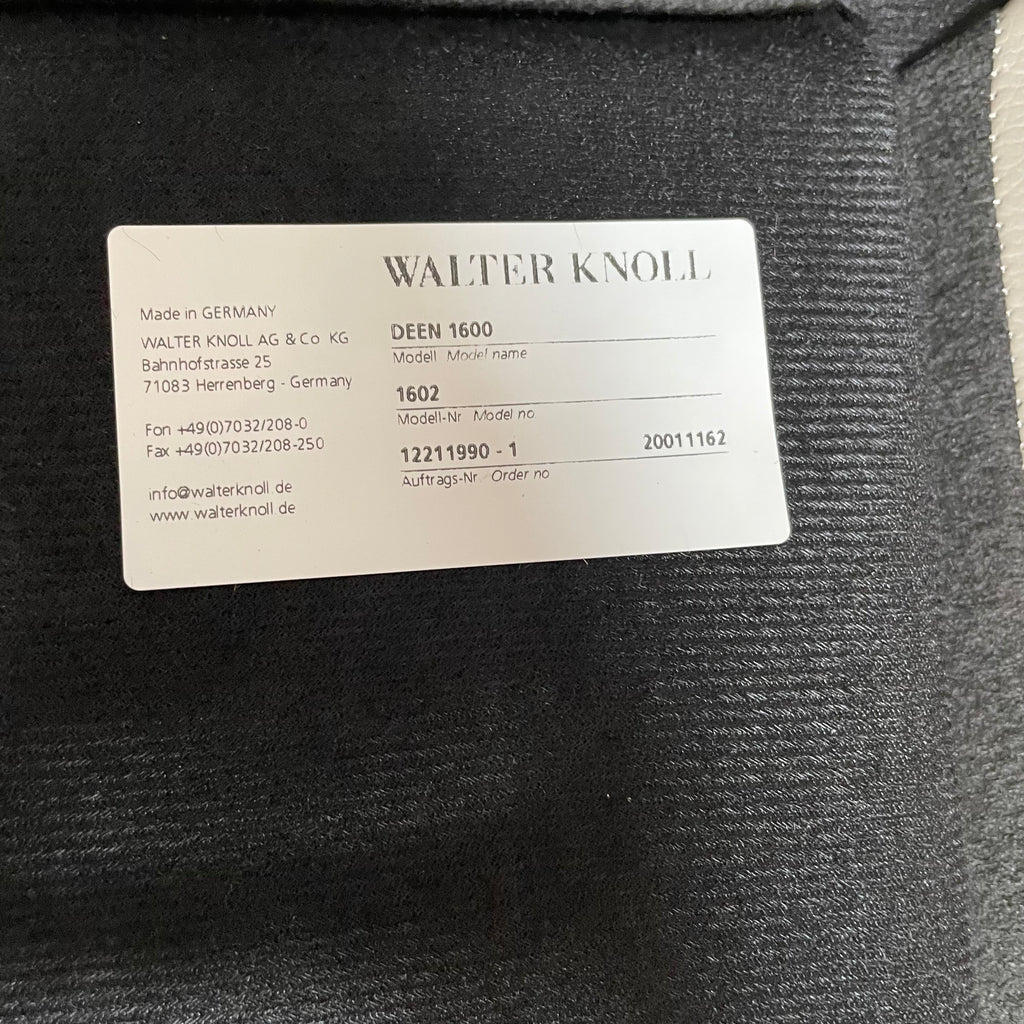 WALTER KNOLL
Made in GERMANY
WALTER KNOLL AG & Co KG
Bahnhofstrasse 25
71083 Herrenberg - Germany
Fon +49(0)7032/208-0
Fax +49(0)7032/208-250
info@walterknoll.de
www.walterknoll.de
DEEN 1600
Modell Model name
1602
Modell-Nr Model no
12211990 - 1 20011162
Auftrags-Nr. Order no